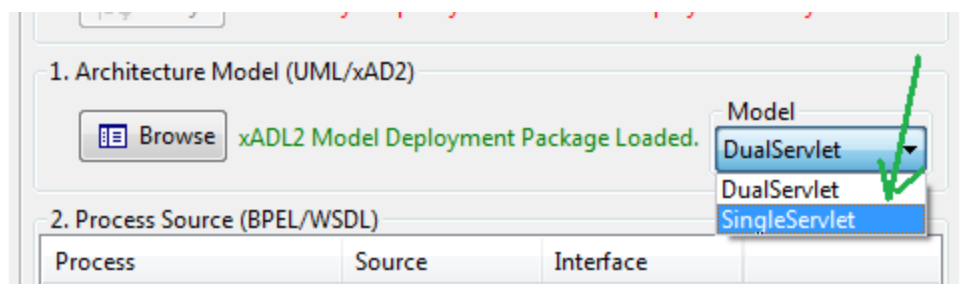 1. Architecture Model (UML/xAD2)
Browse
xADL2 Model Deployment Package Loaded.
Model
DualServlet
DualServlet
SingleServlet
2. Process Source (BPEL/WSDL)
Process Source Interface